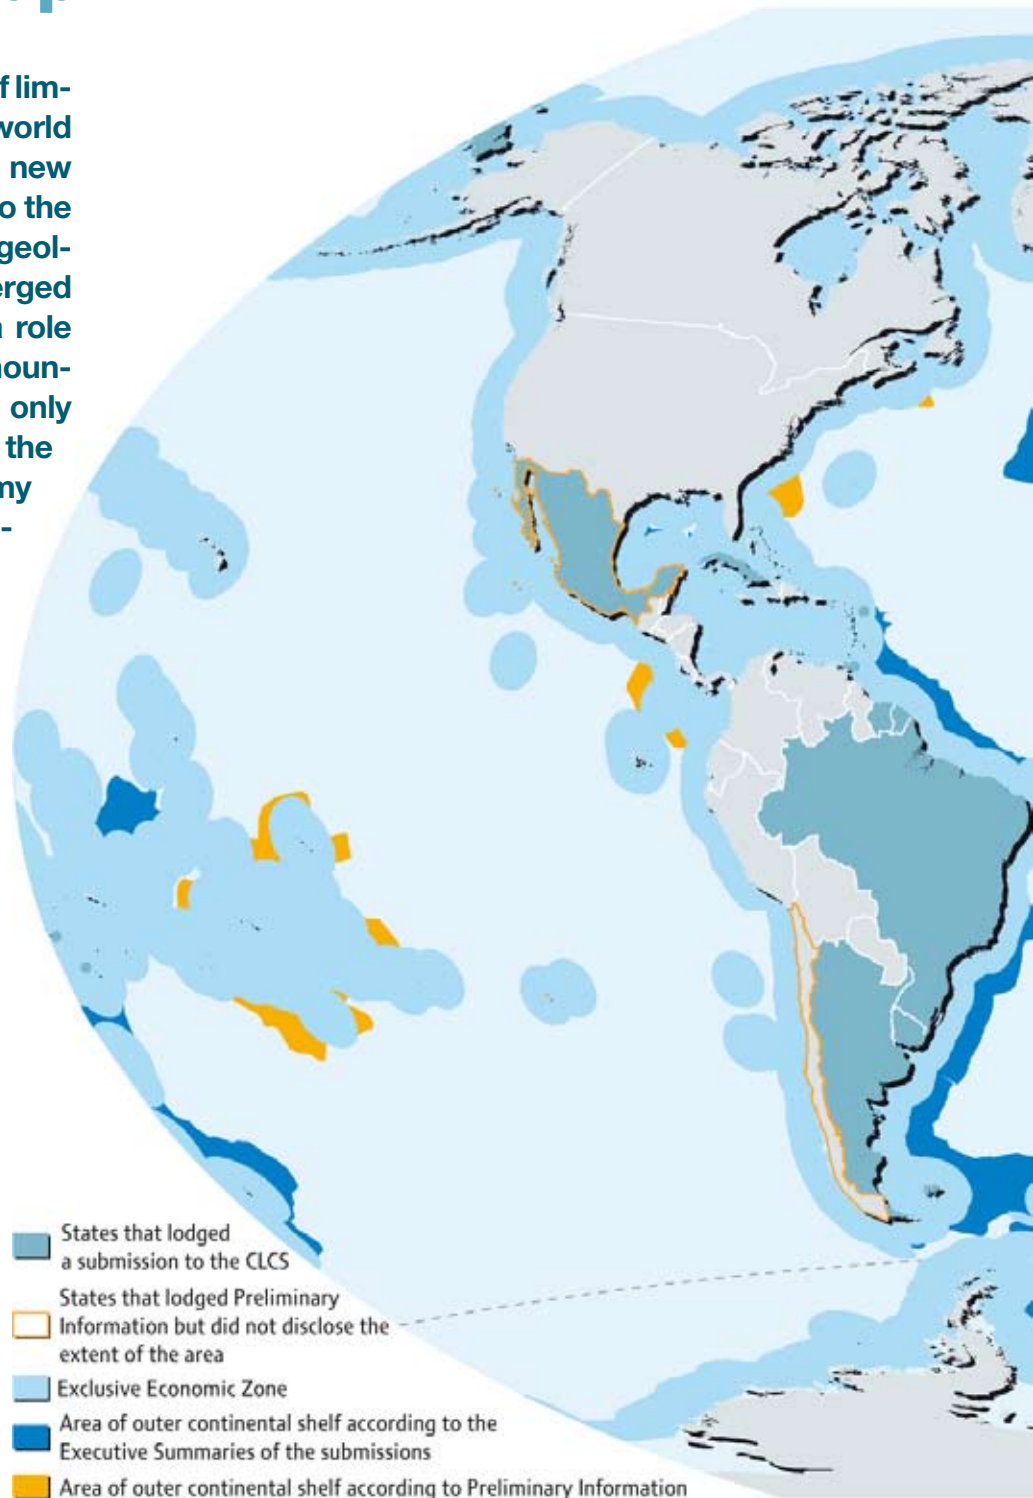 f lim-
world
new
o the
geol-
erged
role
noun-
only
the
my
-
States that lodged
a submission to the CLCS
States that lodged Preliminary
Information but did not disclose the
extent of the area
Exclusive Economic Zone
Area of outer continental shelf according to the
Executive Summaries of the submissions
Area of outer continental shelf according to Preliminary Information